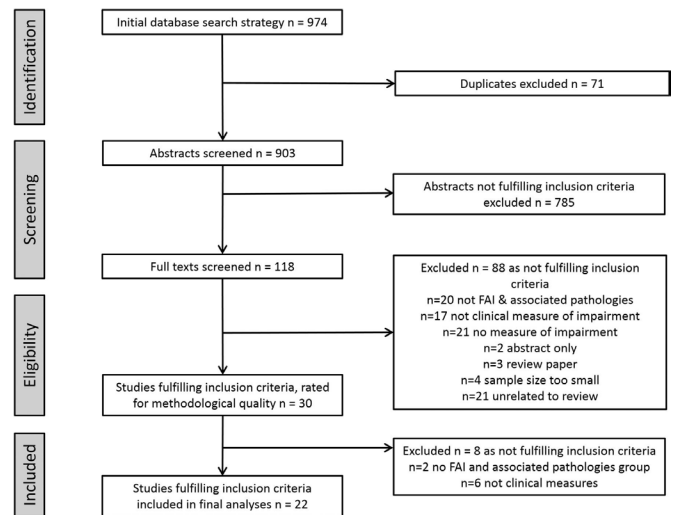 Identification
Initial database search strategy n = 974
Duplicates excluded n = 71
Screening
Abstracts screened n = 903
Abstracts not fulfilling inclusion criteria
excluded n = 785
Full texts screened n = 118
Eligibility
Excluded n = 88 as not fulfilling inclusion
criteria
n=20 not FAI & associated pathologies
n=17 not clinical measure of impairment
n=21 no measure of impairment
n=2 abstract only
n=3 review paper
n=4 sample size too small
n=21 unrelated to review
Studies fulfilling inclusion criteria, rated
for methodological quality n = 30
Included
Excluded n = 8 as not fulfilling inclusion criteria
n=2 no FAI and associated pathologies group
n=6 not clinical measures
Studies fulfilling inclusion criteria
included in final analyses n = 22